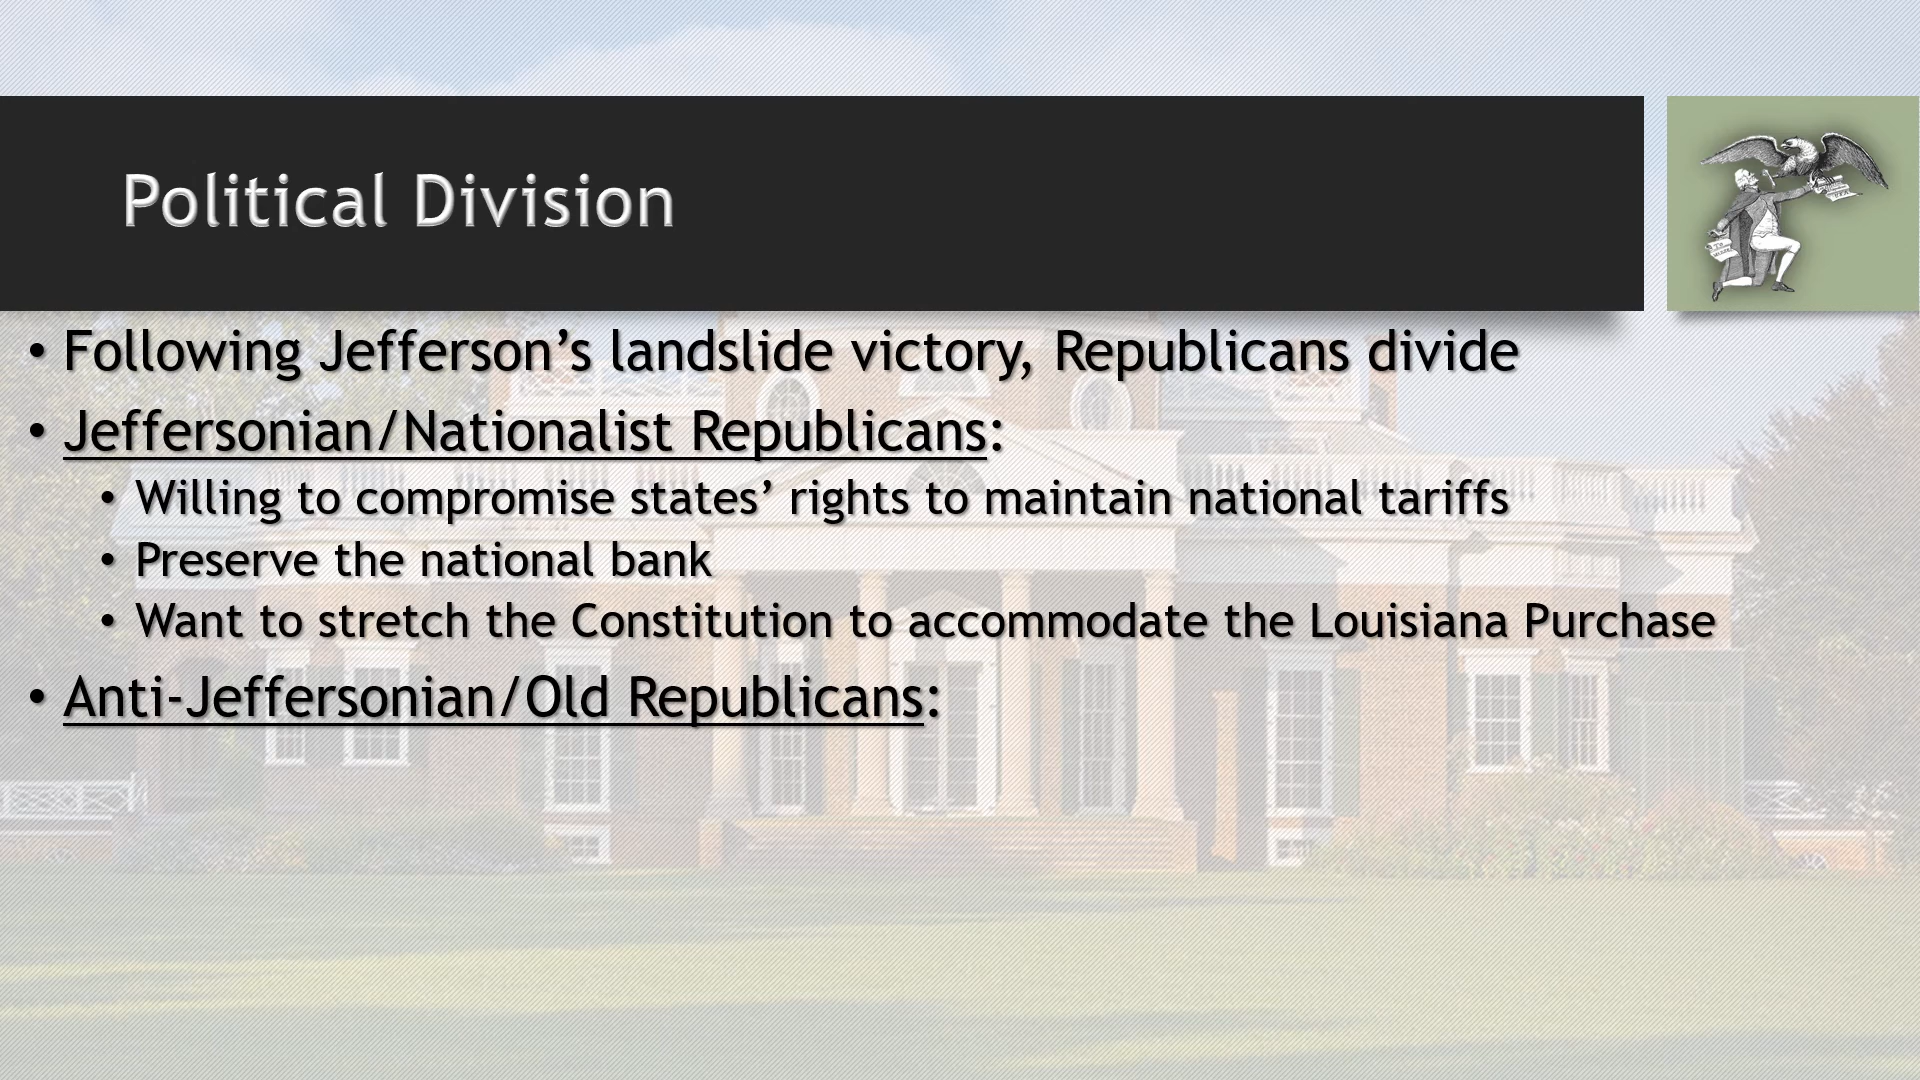 Political Division
• Following Jefferson’s landslide victory, Republicans divide
• Jeffersonian/Nationalist Republicans:
• Willing to compromise states’ rights to maintain national tariffs
• Preserve the national bank
• Want to stretch the Constitution to accommodate the Louisiana Purchase
• Anti-Jeffersonian/Old Republicans: